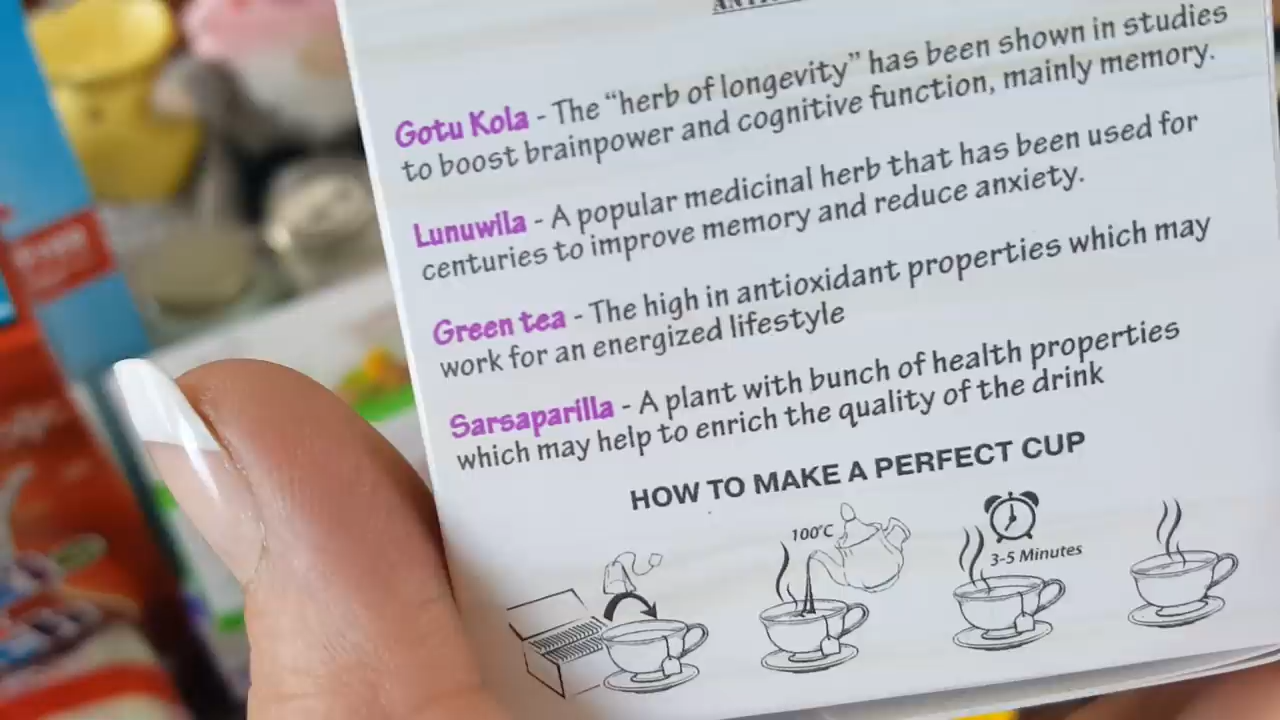 Gotu Kola - The “herb of longevity” has been shown in studies
to boost brainpower and cognitive function, mainly memory.
Lunuwila - A popular medicinal herb that has been used for
centuries to improve memory and reduce anxiety.
Green tea - The high in antioxidant properties which may
work for an energized lifestyle
Sarsaparilla - A plant with bunch of health properties
which may help to enrich the quality of the drink
HOW TO MAKE A PERFECT CUP
100°C
3-5 Minutes